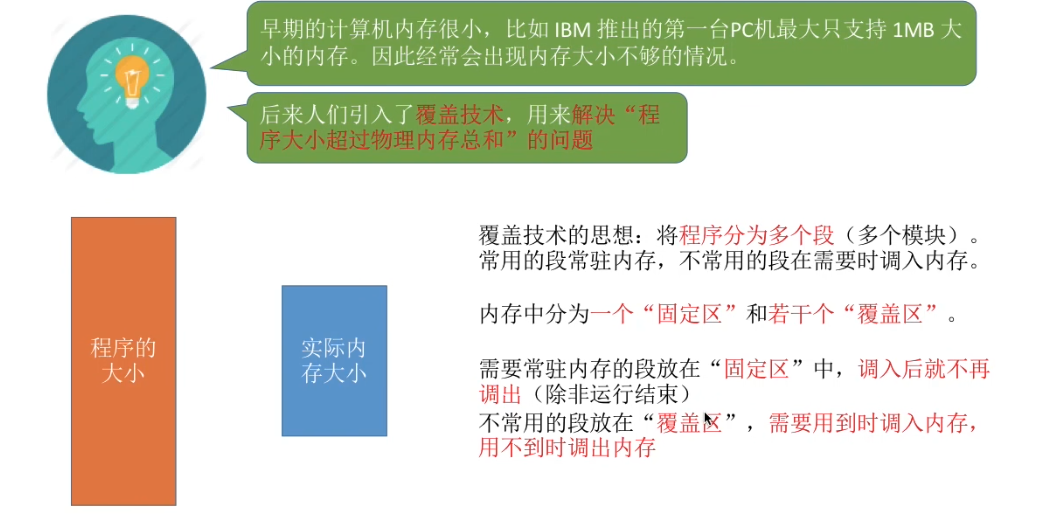 早期的计算机内存很小，比如 IBM 推出的第一台PC机最大只支持 1MB 大
小的内存。因此经常会出现内存大小不够的情况。
后来人们引入了覆盖技术，用来解决“程
序大小超过物理内存总和”的问题
程序的
大小
实际内
存大小
覆盖技术的思想：将程序分为多个段（多个模块）。
常用的段常驻内存，不常用的段在需要时调入内存。
内存中分为一个“固定区”和若干个“覆盖区”。
需要常驻内存的段放在“固定区”中，调入后就不再
调出（除非运行结束）
不常用的段放在“覆盖区”，需要用到时调入内存，
用不到时调出内存